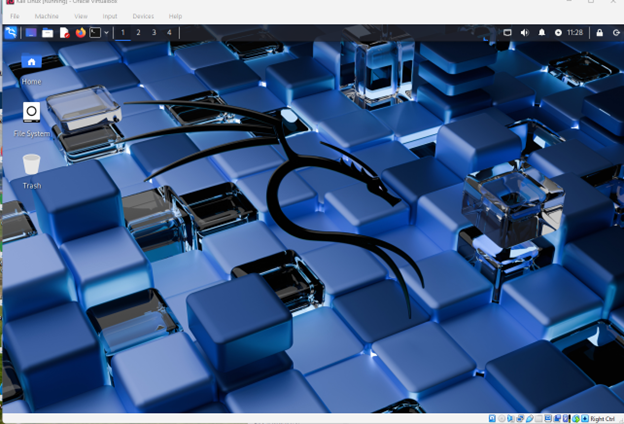 Kali Linux [Running] - Oracle VirtualBox
File Machine View Input Devices Help
1 2 3 4 11:28
Home
File System
Trash
Right Ctrl